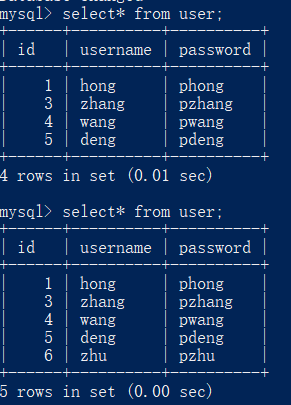 mysql> select* from user;
+------+----------+----------+
| id   | username | password |
+------+----------+----------+
|    1 | hong     | phong    |
|    3 | zhang    | pzhang   |
|    4 | wang     | pwang    |
|    5 | deng     | pdeng    |
+------+----------+----------+
4 rows in set (0.01 sec)
mysql> select* from user;
+------+----------+----------+
| id   | username | password |
+------+----------+----------+
|    1 | hong     | phong    |
|    3 | zhang    | pzhang   |
|    4 | wang     | pwang    |
|    5 | deng     | pdeng    |
|    6 | zhu      | pzhu     |
+------+----------+----------+
5 rows in set (0.00 sec)